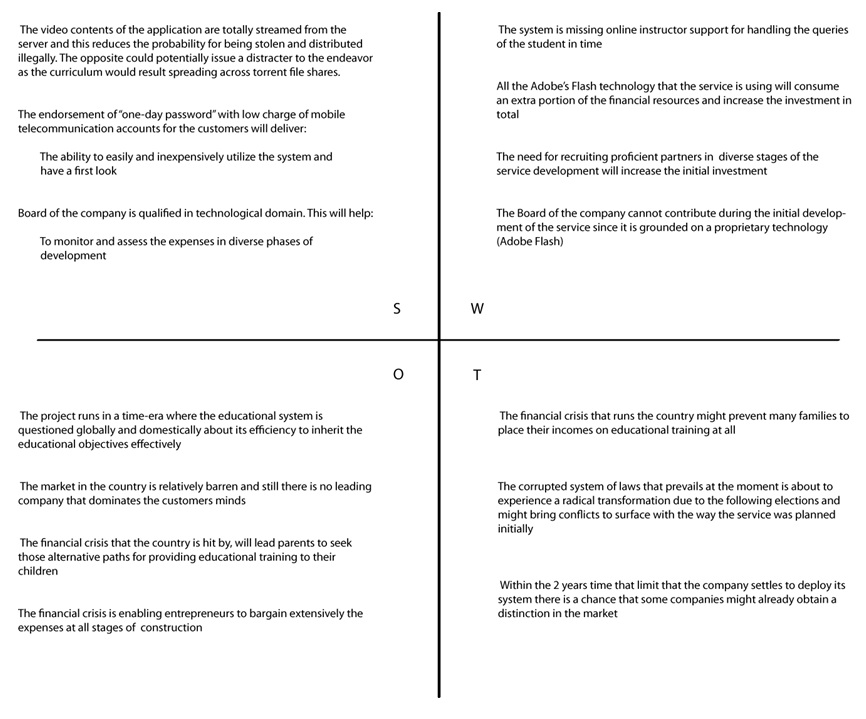 The video contents of the application are totally streamed from the
server and this reduces the probability for being stolen and distributed
illegally. The opposite could potentially issue a distracter to the endeavor
as the curriculum would result spreading across torrent file shares.
The endorsement of “one-day password” with low charge of mobile
telecommunication accounts for the customers will deliver:
The ability to easily and inexpensively utilize the system and
have a first look
Board of the company is qualified in technological domain. This will help:
To monitor and assess the expenses in diverse phases of
development
S
The system is missing online instructor support for handling the queries
of the student in time
All the Adobe’s Flash technology that the service is using will consume
an extra portion of the financial resources and increase the investment in
total
The need for recruiting proficient partners in diverse stages of the
service development will increase the initial investment
The Board of the company cannot contribute during the initial develop-
ment of the service since it is grounded on a proprietary technology
(Adobe Flash)
W
O
The project runs in a time-era where the educational system is
questioned globally and domestically about its efficiency to inherit the
educational objectives effectively
The market in the country is relatively barren and still there is no leading
company that dominates the customers minds
The financial crisis that the country is hit by, will lead parents to seek
those alternative paths for providing educational training to their
children
The financial crisis is enabling entrepreneurs to bargain extensively the
expenses at all stages of construction
T
The financial crisis that runs the country might prevent many families to
place their incomes on educational training at all
The corrupted system of laws that prevails at the moment is about to
experience a radical transformation due to the following elections and
might bring conflicts to surface with the way the service was planned
initially
Within the 2 years time that limit that the company settles to deploy its
system there is a chance that some companies might already obtain a
distinction in the market